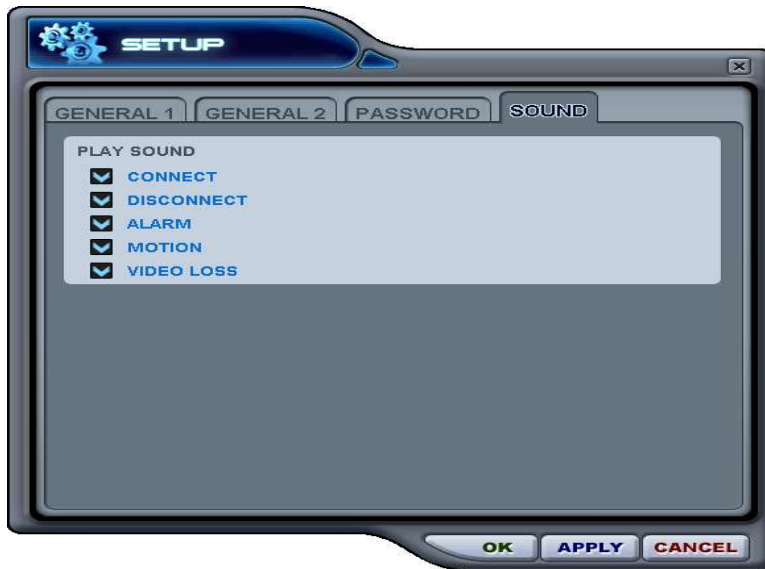 SETUP
GENERAL 1 GENERAL 2 PASSWORD SOUND
PLAY SOUND
CONNECT
DISCONNECT
ALARM
MOTION
VIDEO LOSS
OK APPLY CANCEL